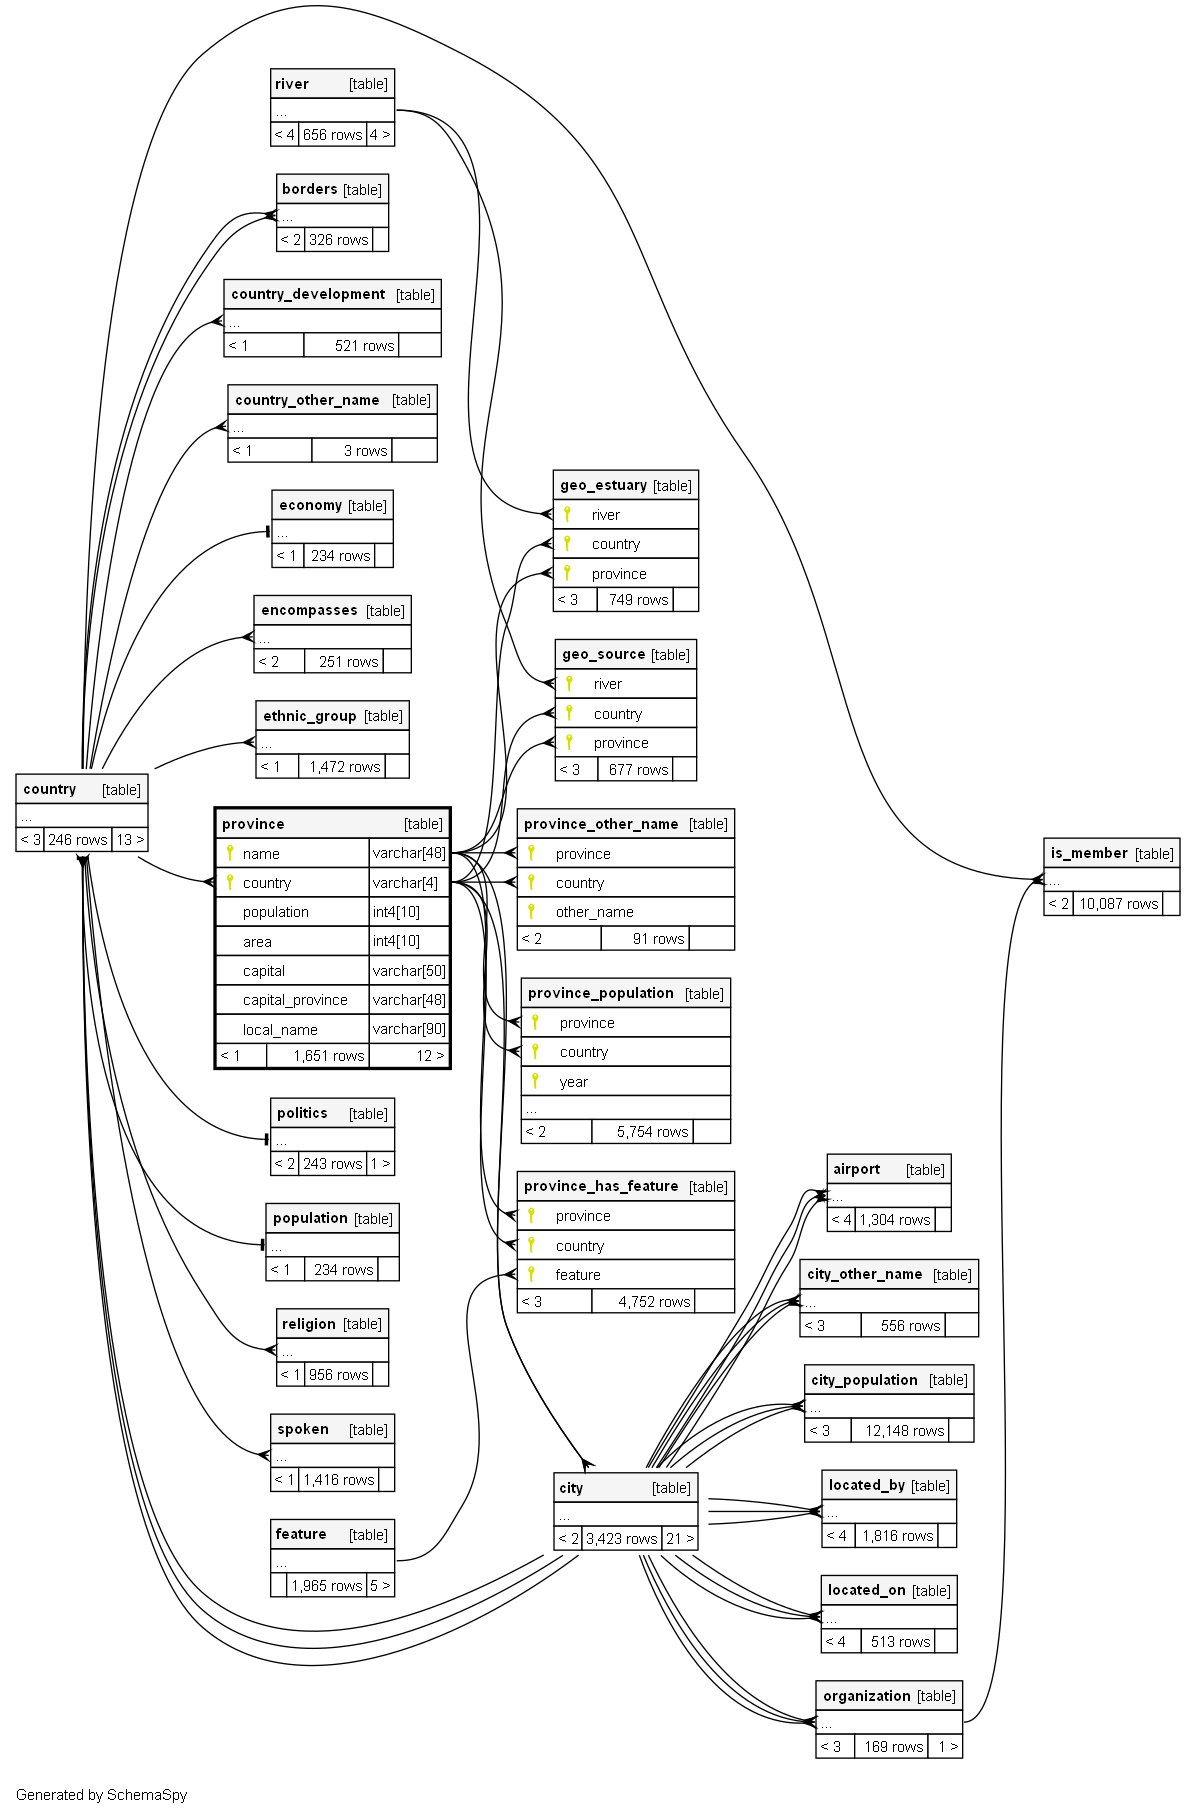 river [table]
...
< 4 656 rows 4 >
borders [table]
...
< 2 326 rows
country_development [table]
...
< 1 521 rows
country_other_name [table]
...
< 1 3 rows
economy [table]
...
< 1 234 rows
encompasses [table]
...
< 2 251 rows
ethnic_group [table]
...
< 1 1,472 rows
country [table]
...
< 3 246 rows 13 >
province [table]
name varchar[48]
country varchar[4]
population int4[10]
area int4[10]
capital varchar[50]
capital_province varchar[48]
local_name varchar[90]
< 1 1,651 rows 12 >
politics [table]
...
< 2 243 rows 1 >
population [table]
...
< 1 234 rows
religion [table]
...
< 1 956 rows
spoken [table]
...
< 1 1,416 rows
feature [table]
...
1,965 rows 5 >
geo_estuary [table]
river
country
province
< 3 749 rows
geo_source [table]
river
country
province
< 3 677 rows
province_other_name [table]
province
country
other_name
< 2 91 rows
province_population [table]
province
country
year
...
< 2 5,754 rows
province_has_feature [table]
province
country
feature
< 3 4,752 rows
city [table]
...
< 2 3,423 rows 21 >
airport [table]
...
< 4 1,304 rows
city_other_name [table]
...
< 3 556 rows
city_population [table]
...
< 3 12,148 rows
located_by [table]
...
< 4 1,816 rows
located_on [table]
...
< 4 513 rows
organization [table]
...
< 3 169 rows 1 >
is_member [table]
...
< 2 10,087 rows
Generated by SchemaSpy